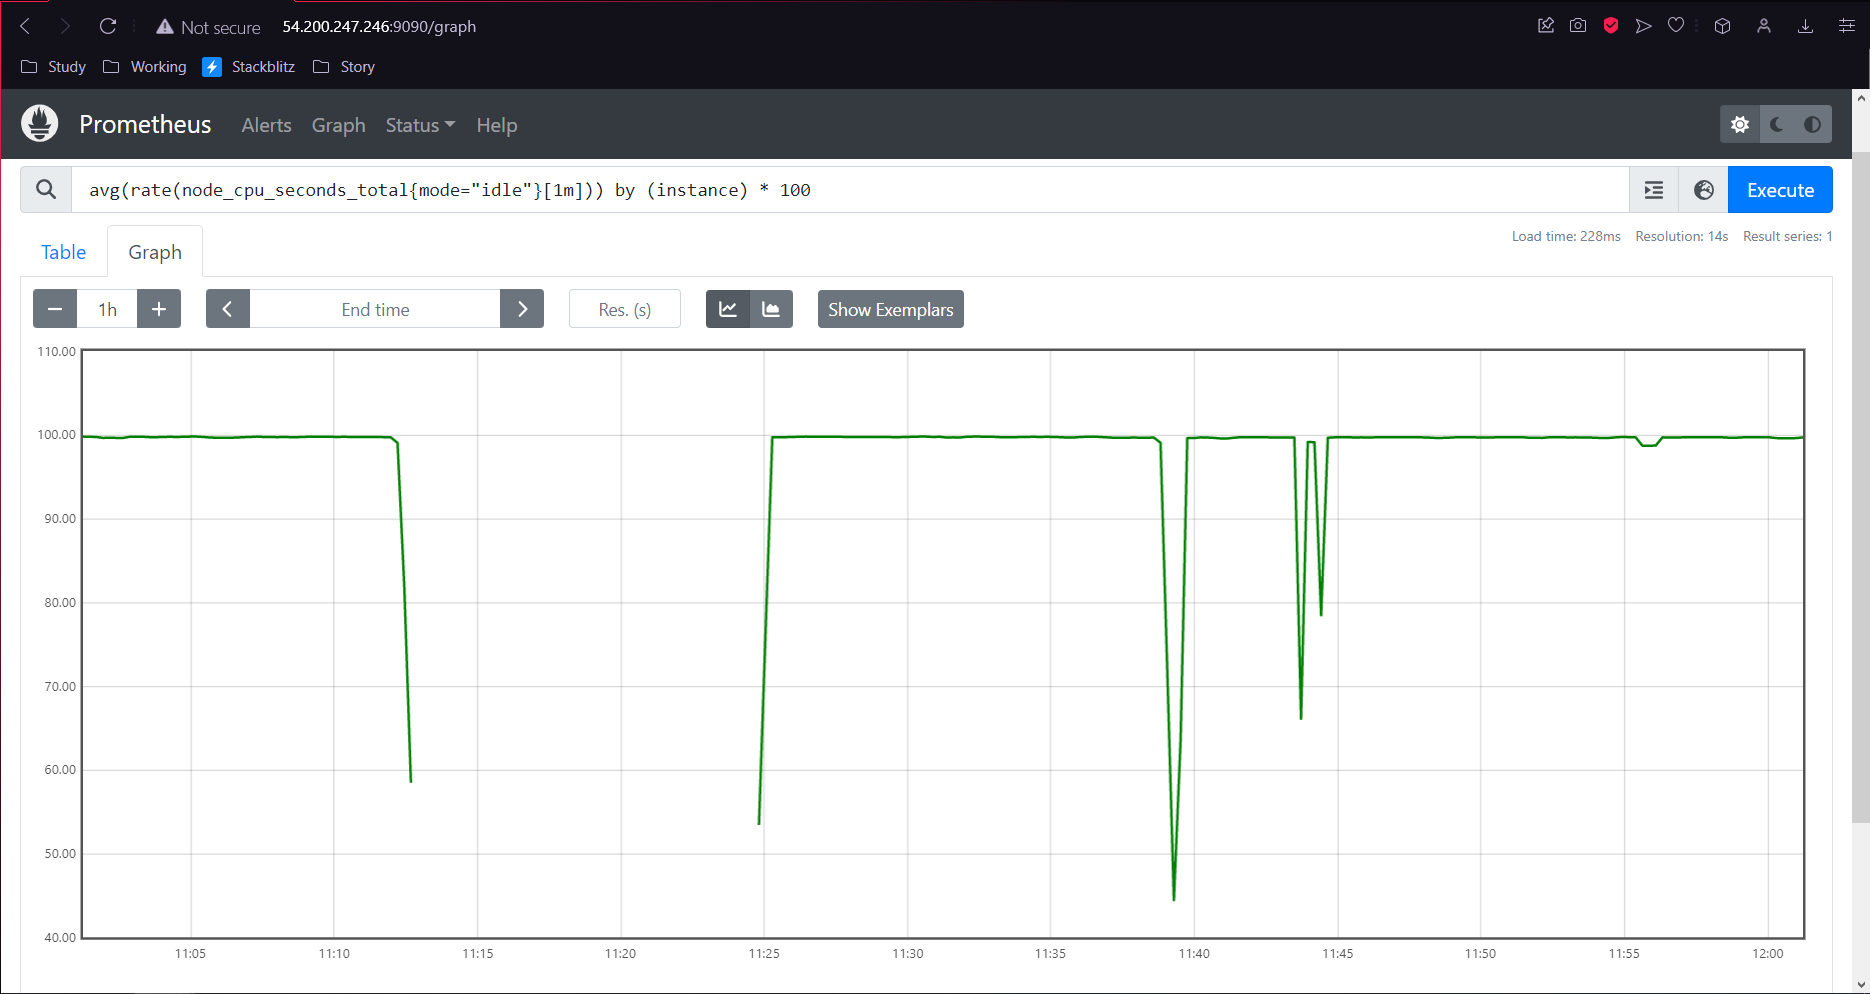 Not secure 54.200.247.246:9090/graph
Study Working Stackblitz Story
Prometheus Alerts Graph Status Help
avg(rate(node_cpu_seconds_total{mode="idle"}[1m])) by (instance) * 100 Execute
Load time: 228ms Resolution: 14s Result series: 1
Table Graph
1h End time Res. (s) Show Exemplars
110.00
100.00
90.00
80.00
70.00
60.00
50.00
40.00
11:05 11:10 11:15 11:20 11:25 11:30 11:35 11:40 11:45 11:50 11:55 12:00